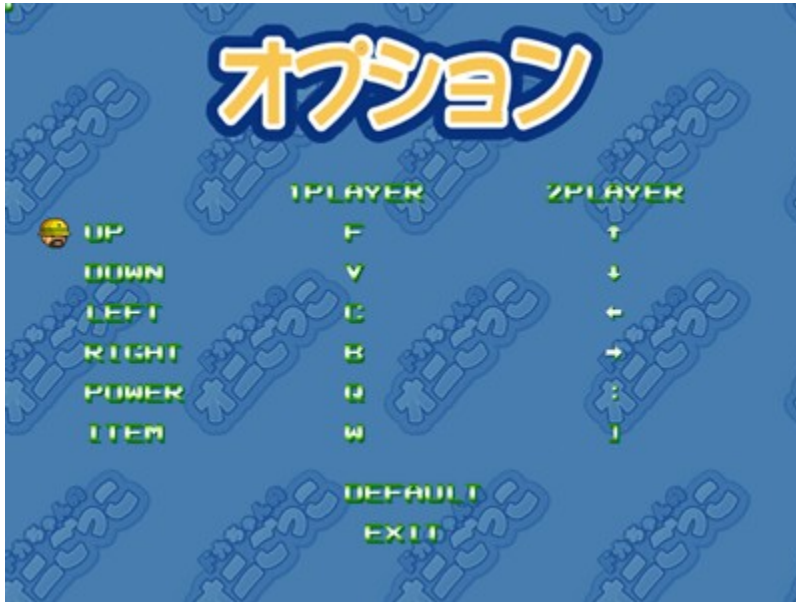 オプション
1PLAYER 2PLAYER
UP F ↑
DOWN V ↓
LEFT C ←
RIGHT B →
POWER Q :
ITEM W ]
DEFAULT
EXIT